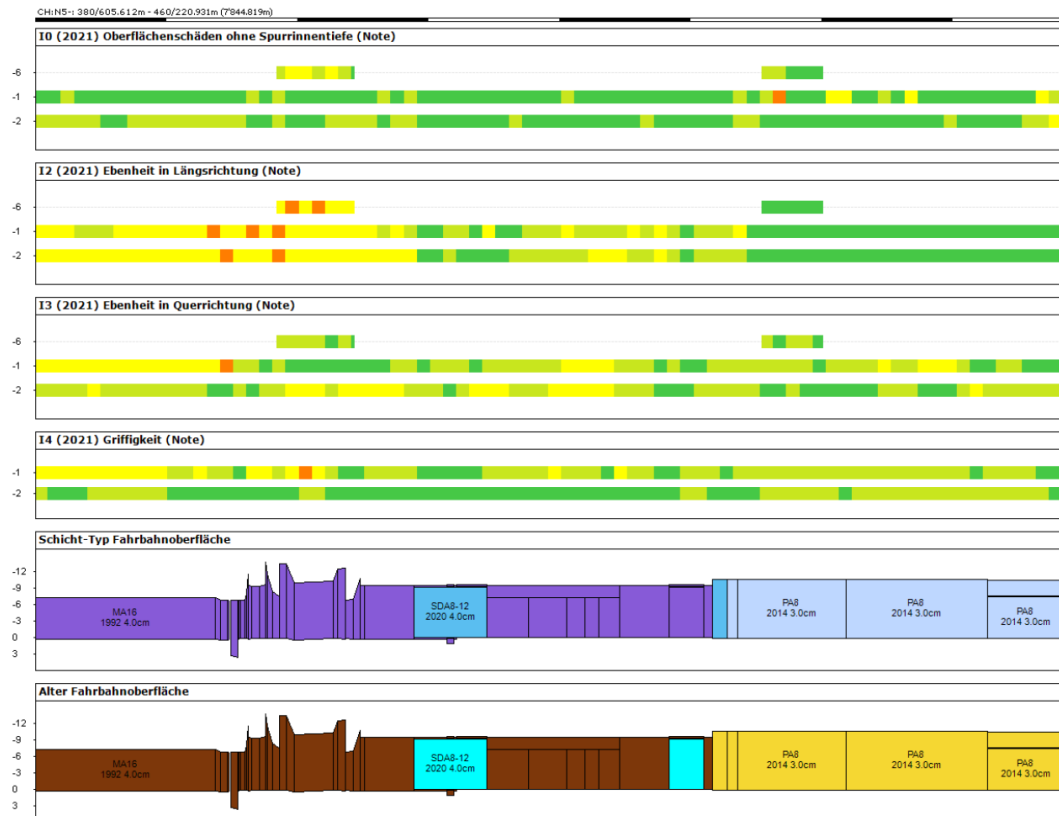 CH:N5-: 380/605.612m - 460/220.931m (7'844.819m)
I0 (2021) Oberflächenschäden ohne Spurrinnentiefe (Note)
-6
-1
-2
I2 (2021) Ebenheit in Längsrichtung (Note)
-6
-1
-2
I3 (2021) Ebenheit in Querrichtung (Note)
-6
-1
-2
I4 (2021) Griffigkeit (Note)
-1
-2
Schicht-Typ Fahrbahnoberfläche
-12
-9
-6
-3
0
3
MA16
1992 4.0cm
SDA8-12
2020 4.0cm
PA8
2014 3.0cm
PA8
2014 3.0cm
PA8
2014 3.0cm
Alter Fahrbahnoberfläche
-12
-9
-6
-3
0
3
MA16
1992 4.0cm
SDA8-12
2020 4.0cm
PA8
2014 3.0cm
PA8
2014 3.0cm
PA8
2014 3.0cm